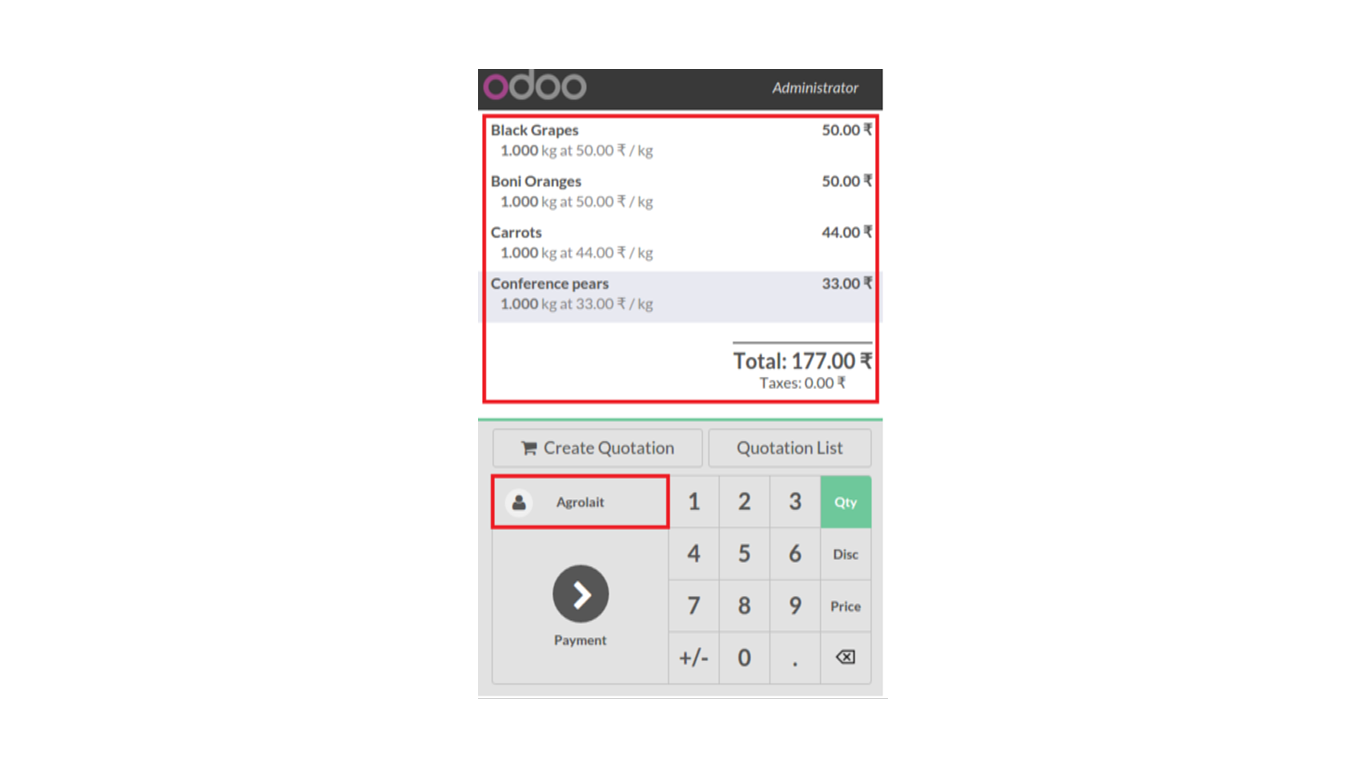 odoo Administrator
Black Grapes 50.00 ₹
1.000 kg at 50.00 ₹ / kg
Boni Oranges 50.00 ₹
1.000 kg at 50.00 ₹ / kg
Carrots 44.00 ₹
1.000 kg at 44.00 ₹ / kg
Conference pears 33.00 ₹
1.000 kg at 33.00 ₹ / kg
Total: 177.00 ₹
Taxes: 0.00 ₹
Create Quotation Quotation List
Agrolait 1 2 3 Qty
4 5 6 Disc
7 8 9 Price
Payment
+/- 0 .